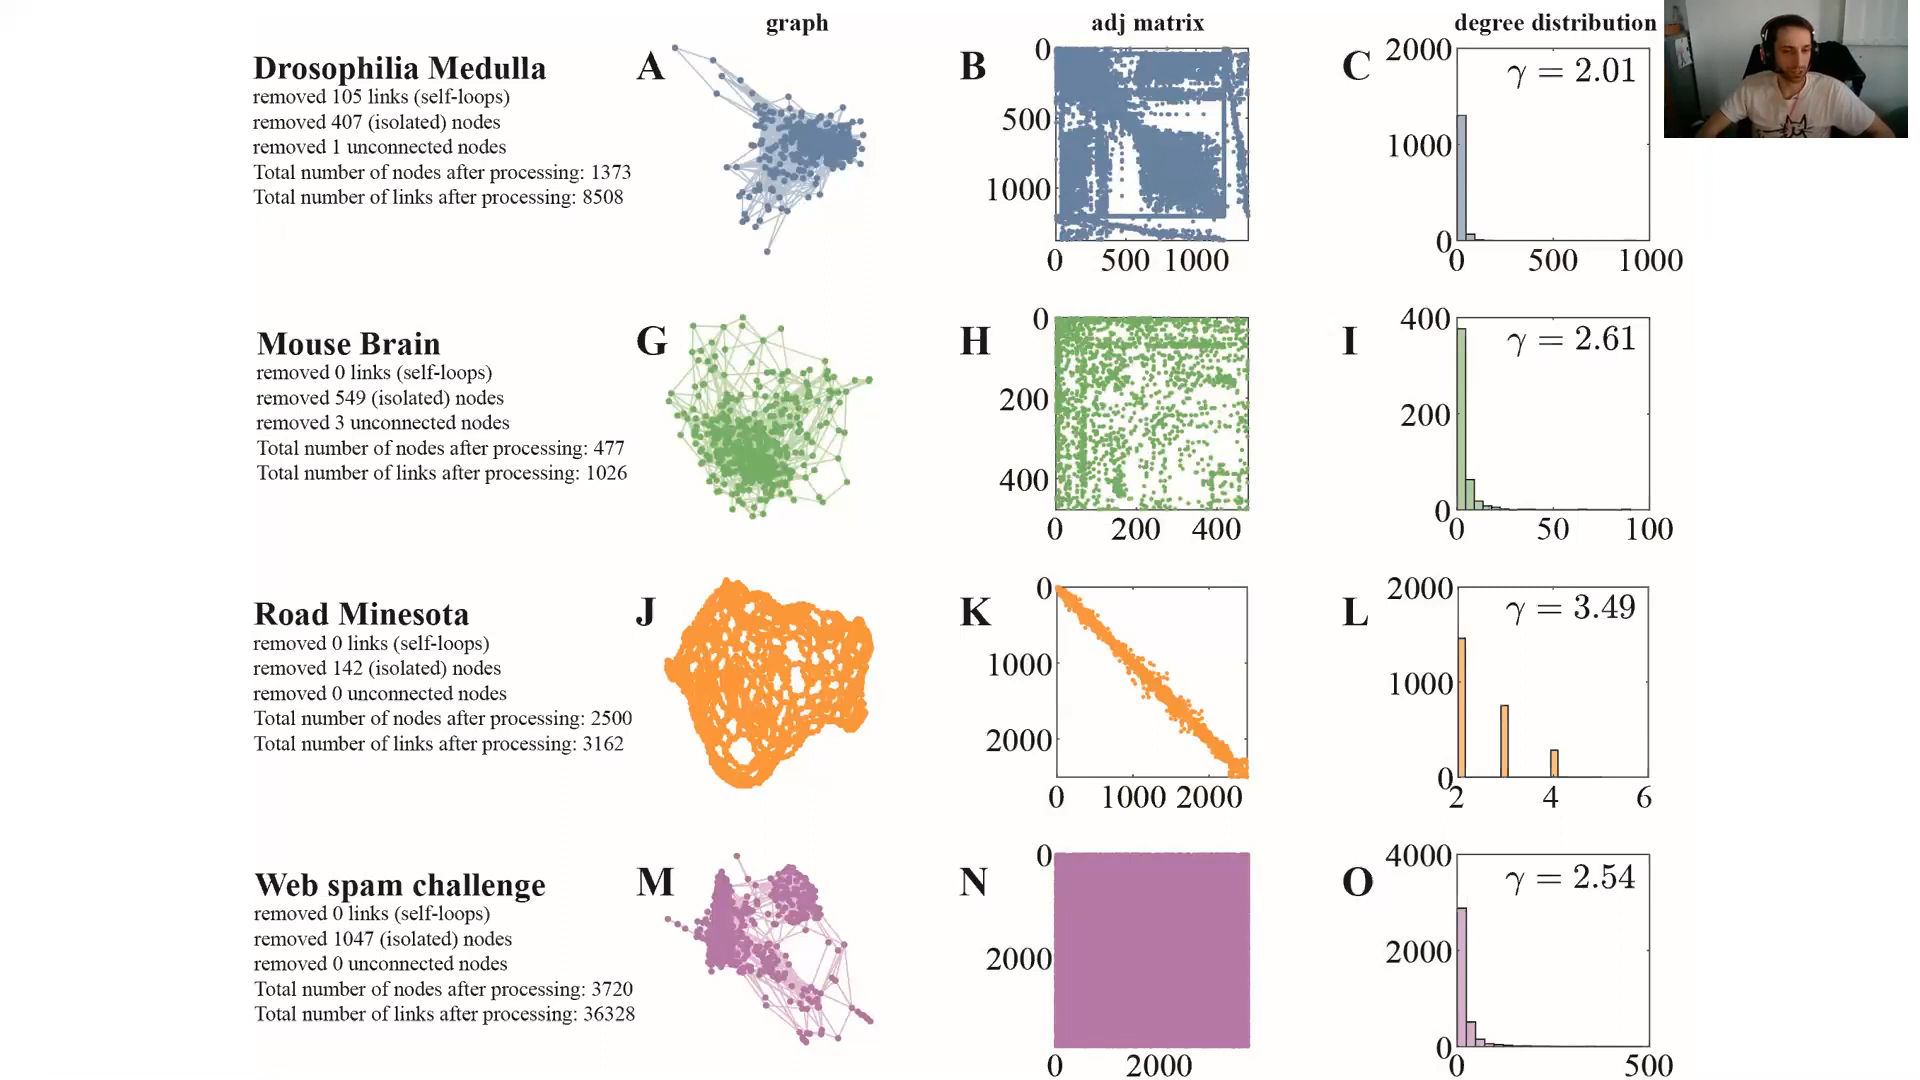 graph
adj matrix
degree distribution
Drosophilia Medulla
removed 105 links (self-loops)
removed 407 (isolated) nodes
removed 1 unconnected nodes
Total number of nodes after processing: 1373
Total number of links after processing: 8508
A
B
0
500
1000
0 500 1000
C
2000
1000
0
γ = 2.01
0 500 1000
Mouse Brain
removed 0 links (self-loops)
removed 549 (isolated) nodes
removed 3 unconnected nodes
Total number of nodes after processing: 477
Total number of links after processing: 1026
G
H
0
200
400
0 200 400
I
400
200
0
γ = 2.61
0 50 100
Road Minesota
removed 0 links (self-loops)
removed 142 (isolated) nodes
removed 0 unconnected nodes
Total number of nodes after processing: 2500
Total number of links after processing: 3162
J
K
0
1000
2000
0 1000 2000
L
2000
1000
0
γ = 3.49
2 4 6
Web spam challenge
removed 0 links (self-loops)
removed 1047 (isolated) nodes
removed 0 unconnected nodes
Total number of nodes after processing: 3720
Total number of links after processing: 36328
M
N
0
2000
0 2000
O
4000
2000
0
γ = 2.54
0 500